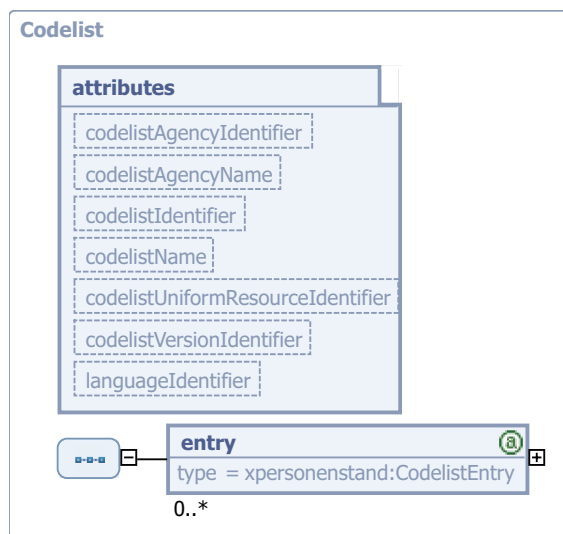 Codelist
attributes
codelistAgencyIdentifier
codelistAgencyName
codelistIdentifier
codelistName
codelistUniformResourceIdentifier
codelistVersionIdentifier
languageIdentifier
entry
type = xpersonenstand:CodelistEntry
0..*